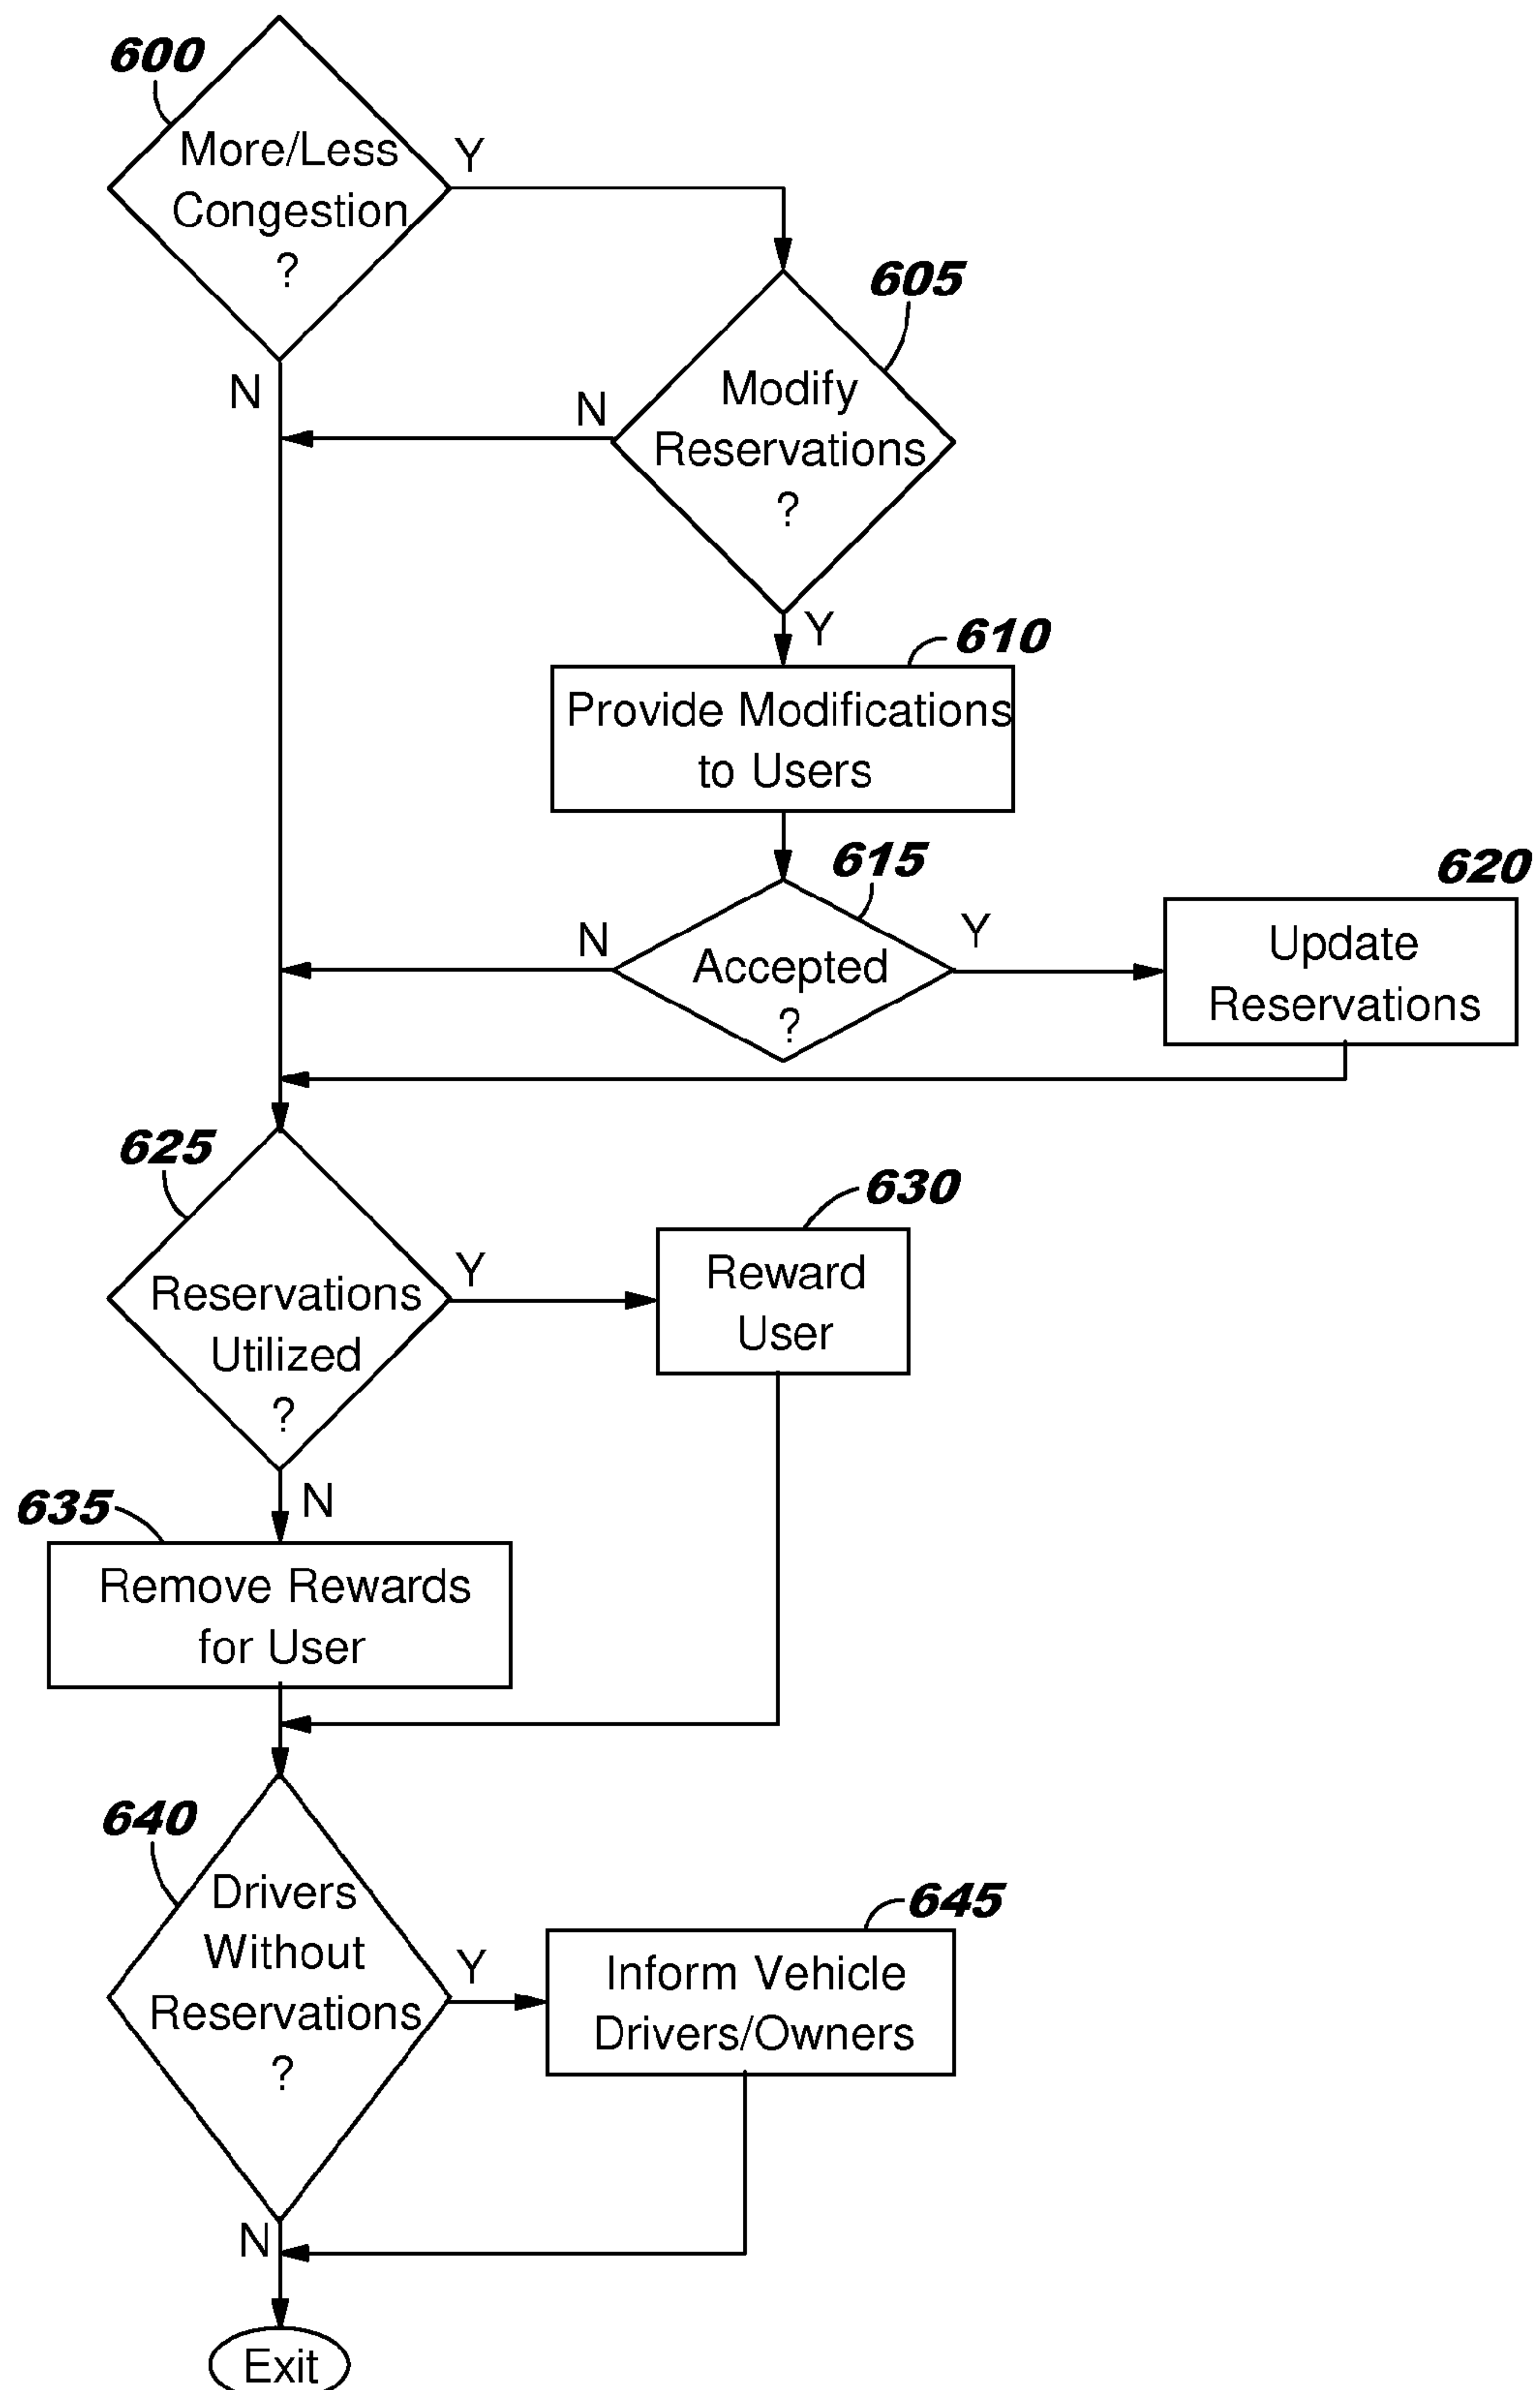 600
More/Less
Congestion
?
Y
N
605
Modify
Reservations
?
N
Y
610
Provide Modifications
to Users
615
Accepted
?
N
Y
620
Update
Reservations
625
Reservations
Utilized
?
Y
N
630
Reward
User
635
Remove Rewards
for User
640
Drivers
Without
Reservations
?
Y
N
645
Inform Vehicle
Drivers/Owners
Exit